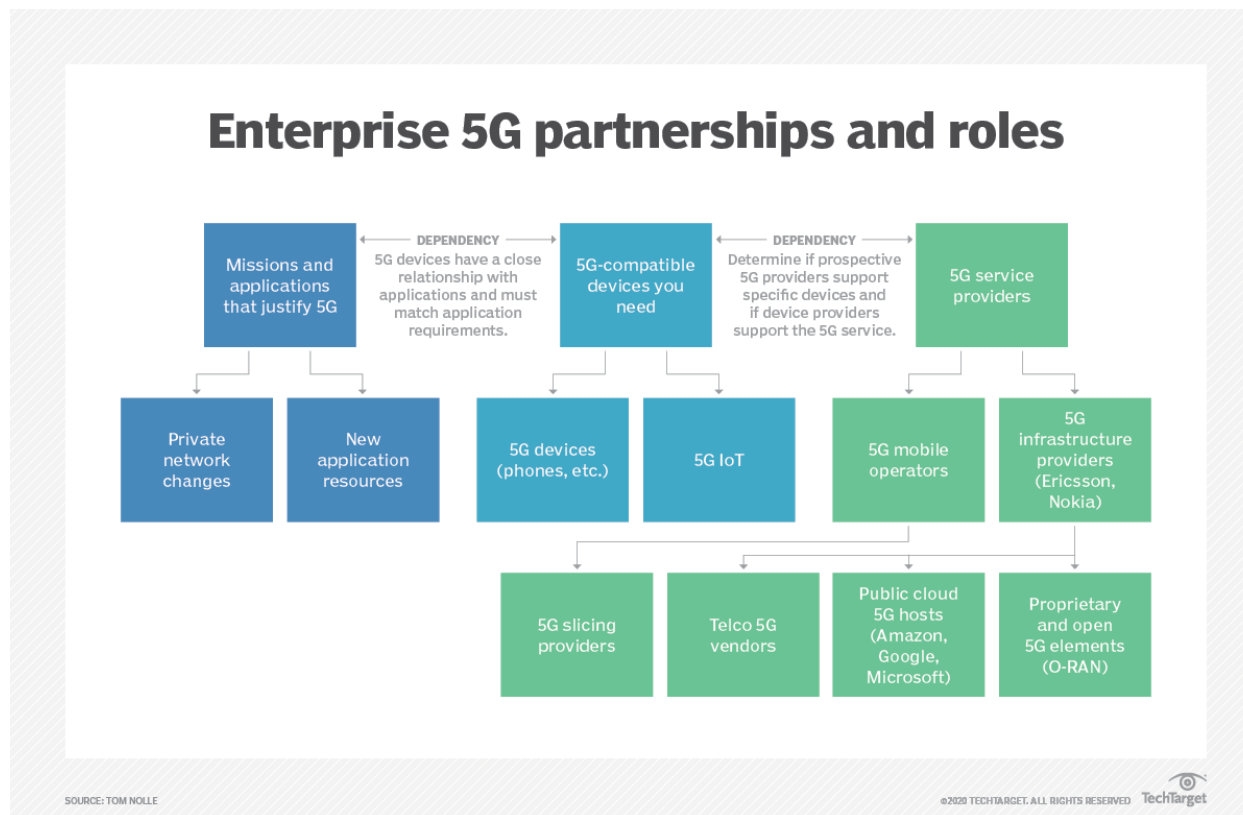 Enterprise 5G partnerships and roles
Missions and
applications
that justify 5G
DEPENDENCY
5G devices have a close
relationship with
applications and must
match application
requirements.
5G-compatible
devices you
need
DEPENDENCY
Determine if prospective
5G providers support
specific devices and
if device providers
support the 5G service.
5G service
providers
Private
network
changes
New
application
resources
5G devices
(phones, etc.)
5G IoT
5G mobile
operators
5G
infrastructure
providers
(Ericsson,
Nokia)
5G slicing
providers
Telco 5G
vendors
Public cloud
5G hosts
(Amazon,
Google,
Microsoft)
Proprietary
and open
5G elements
(O-RAN)
SOURCE: TOM NOLLE
©2020 TECHTARGET. ALL RIGHTS RESERVED
TechTarget